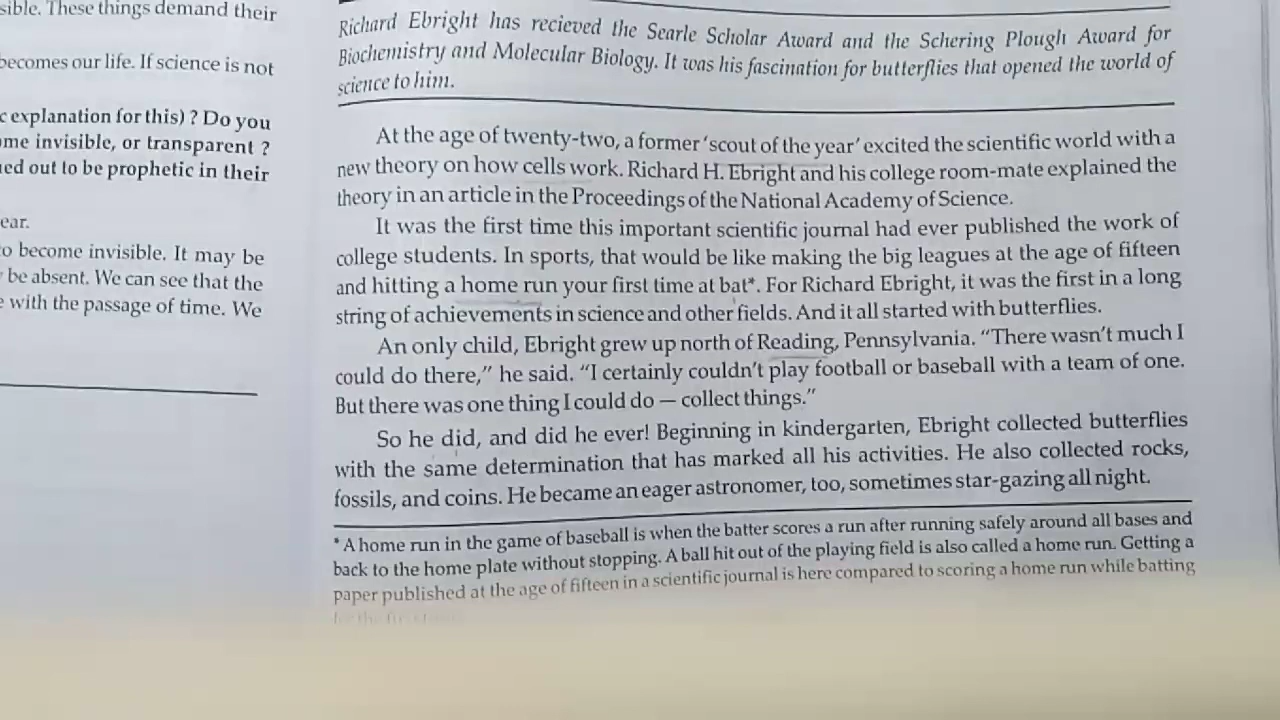 sible. These things demand their
becomes our life. If science is not
c explanation for this) ? Do you
me invisible, or transparent ?
ed out to be prophetic in their
ear.
o become invisible. It may be
be absent. We can see that the
with the passage of time. We
Richard Ebright has recieved the Searle Scholar Award and the Schering Plough Award for
Biochemistry and Molecular Biology. It was his fascination for butterflies that opened the world of
science to him.
At the age of twenty-two, a former ‘scout of the year’ excited the scientific world with a
new theory on how cells work. Richard H. Ebright and his college room-mate explained the
theory in an article in the Proceedings of the National Academy of Science.
It was the first time this important scientific journal had ever published the work of
college students. In sports, that would be like making the big leagues at the age of fifteen
and hitting a home run your first time at bat*. For Richard Ebright, it was the first in a long
string of achievements in science and other fields. And it all started with butterflies.
An only child, Ebright grew up north of Reading, Pennsylvania. “There wasn’t much I
could do there,” he said. “I certainly couldn’t play football or baseball with a team of one.
But there was one thing I could do — collect things.”
So he did, and did he ever! Beginning in kindergarten, Ebright collected butterflies
with the same determination that has marked all his activities. He also collected rocks,
fossils, and coins. He became an eager astronomer, too, sometimes star-gazing all night.
* A home run in the game of baseball is when the batter scores a run after running safely around all bases and
back to the home plate without stopping. A ball hit out of the playing field is also called a home run. Getting a
paper published at the age of fifteen in a scientific journal is here compared to scoring a home run while batting